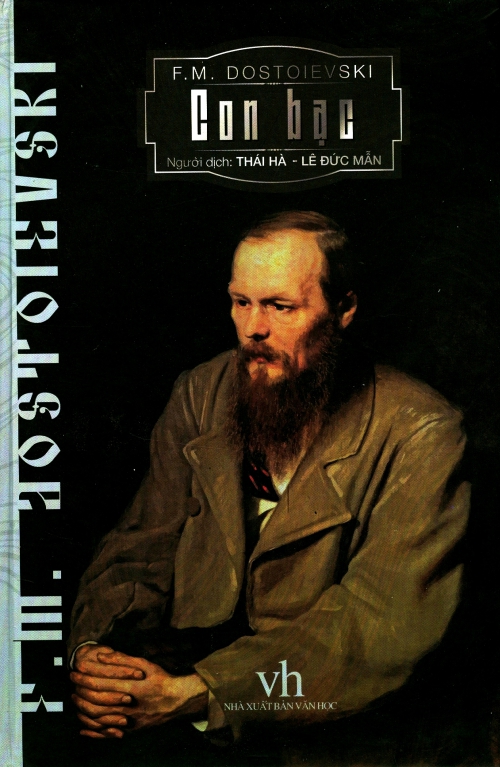 F.M. DOSTOIEVSKI
Con bạc
Người dịch: THÁI HÀ - LÊ ĐỨC MẪN
F.M. DOSTOIEVSKI
vh
NHÀ XUẤT BẢN VĂN HỌC